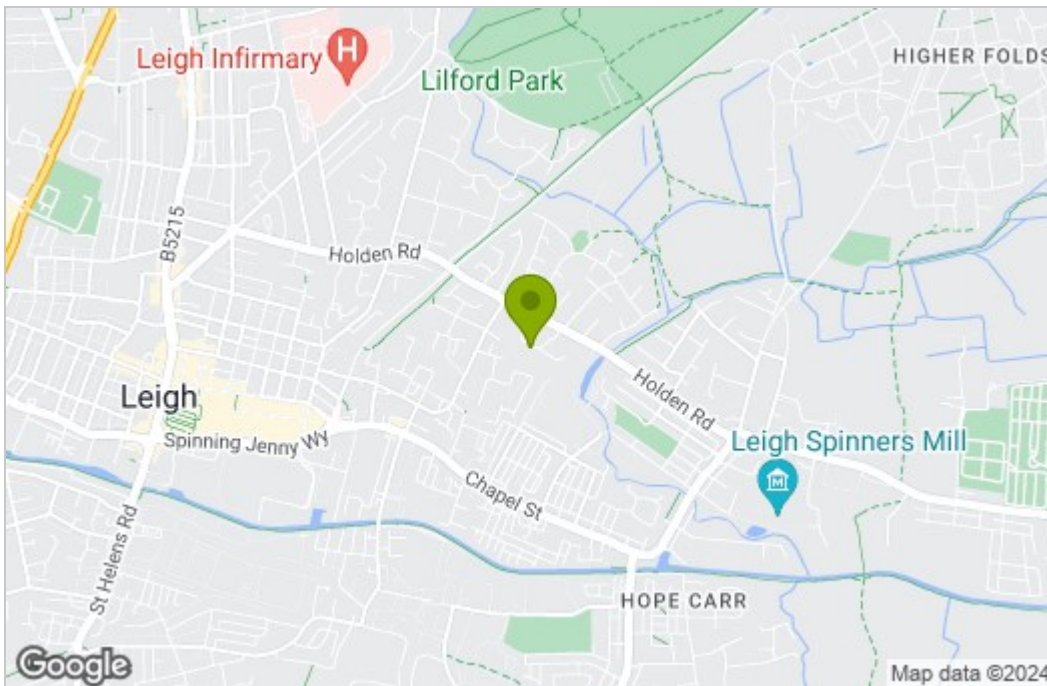 Leigh Infirmary
H
Lilford Park
HIGHER FOLDS
B5215
Holden Rd
Leigh
Spinning Jenny Wy
Holden Rd
Leigh Spinners Mill
M
Chapel St
St Helens Rd
HOPE CARR
Google
Map data ©2024